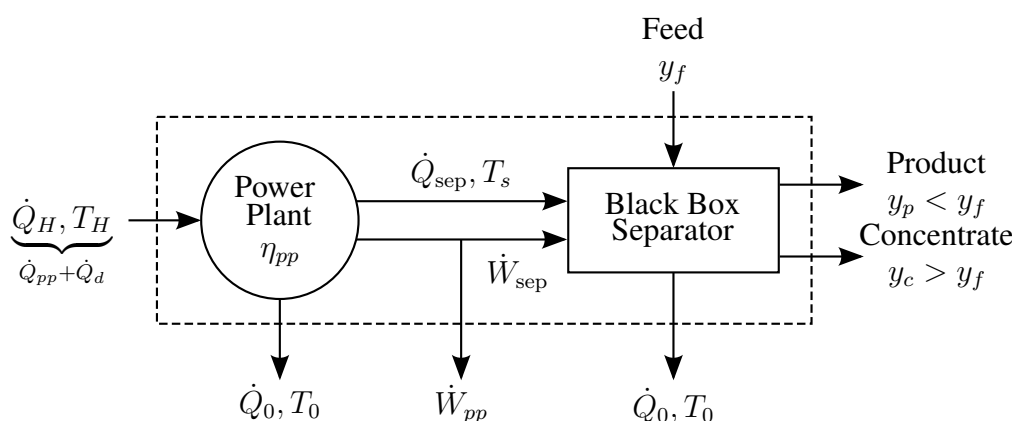 Feed
y_f
Q̇_H, T_H
Q̇_pp+Q̇_d
Power
Plant
η_pp
Q̇_sep, T_s
Ẇ_sep
Black Box
Separator
Product
y_p < y_f
Concentrate
y_c > y_f
Q̇_0, T_0
Ẇ_pp
Q̇_0, T_0